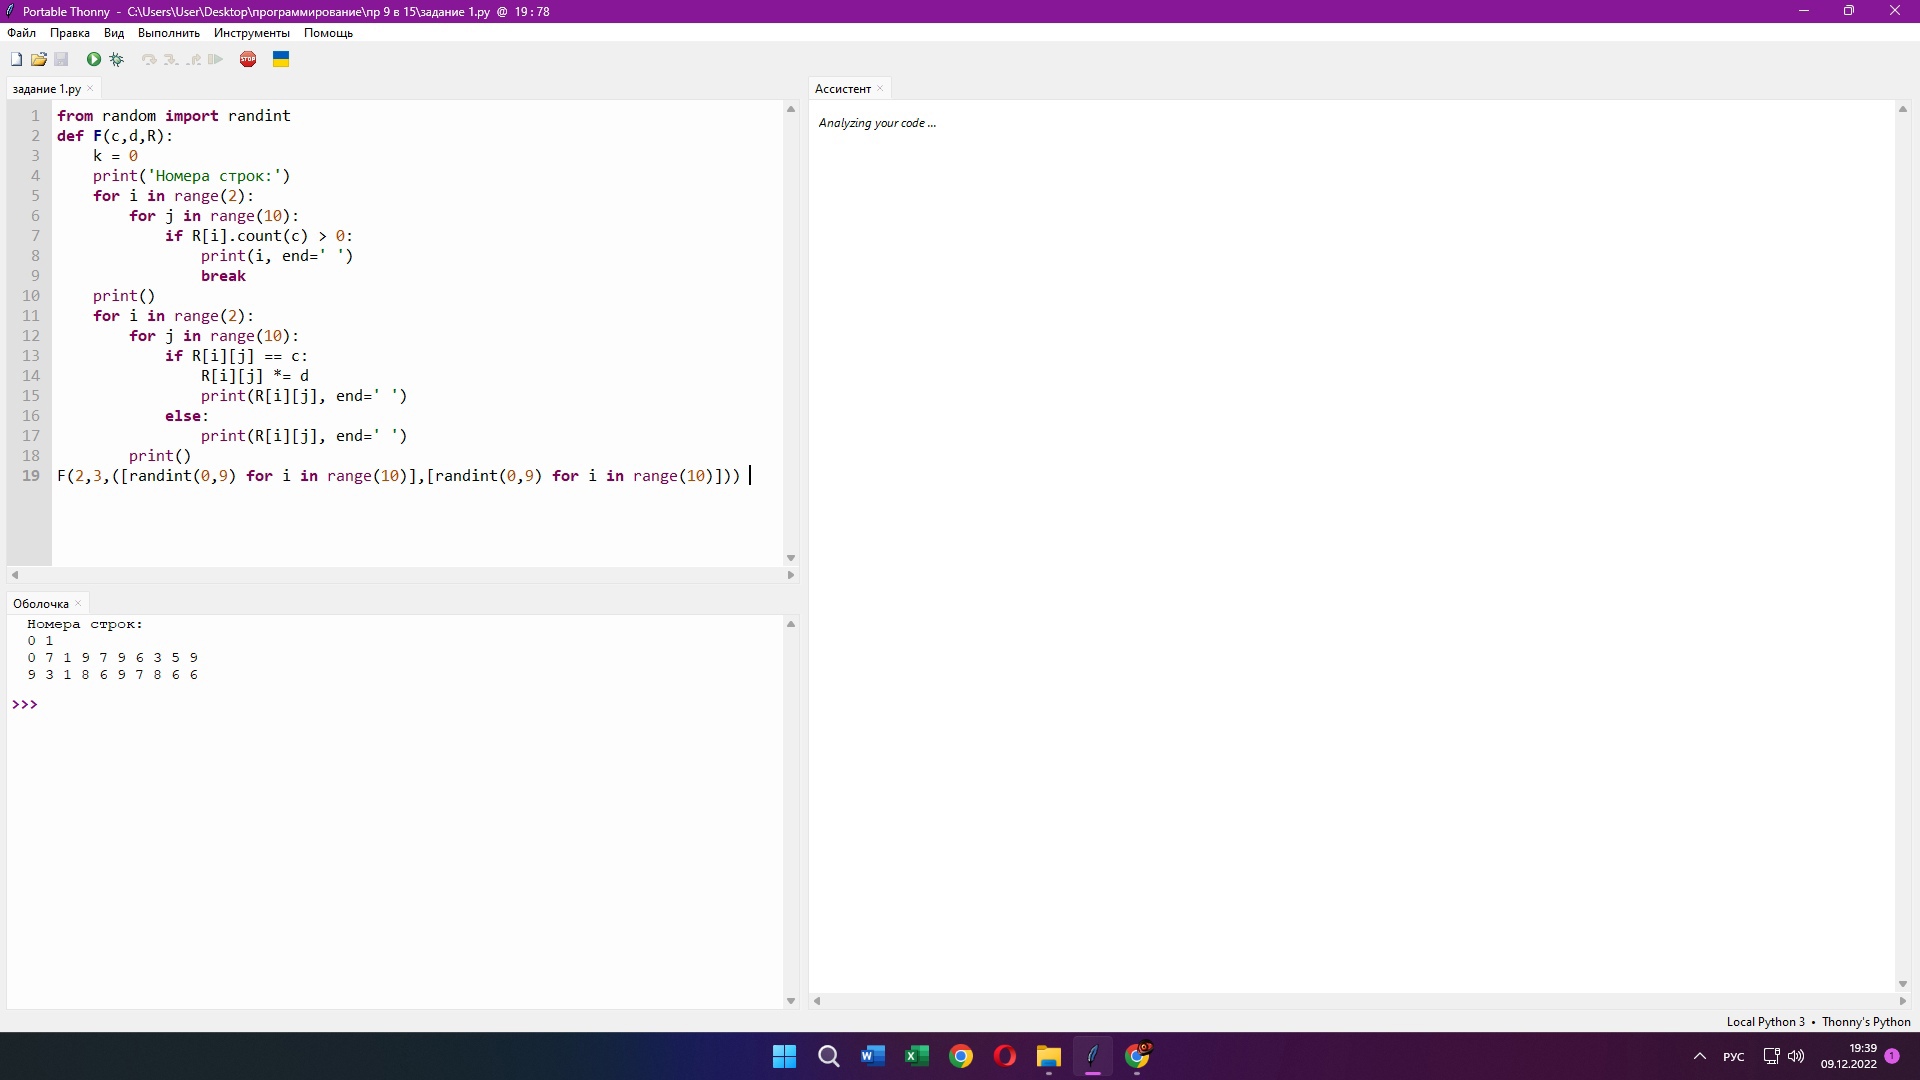 Portable Thonny - C:\Users\User\Desktop\программирование\пр 9 в 15\задание 1.py @ 19 : 78
Файл Правка Вид Выполнить Инструменты Помощь
STOP
задание 1.py ×
1 from random import randint
2 def F(c,d,R):
3     k = 0
4     print('Номера строк:')
5     for i in range(2):
6         for j in range(10):
7             if R[i].count(c) > 0:
8                 print(i, end=' ')
9                 break
10     print()
11     for i in range(2):
12         for j in range(10):
13             if R[i][j] == c:
14                 R[i][j] *= d
15                 print(R[i][j], end=' ')
16             else:
17                 print(R[i][j], end=' ')
18         print()
19 F(2,3,([randint(0,9) for i in range(10)],[randint(0,9) for i in range(10)]))
Оболочка ×
Номера строк:
0 1
0 7 1 9 7 9 6 3 5 9
9 3 1 8 6 9 7 8 6 6
>>>
Ассистент ×
Analyzing your code ...
Local Python 3 • Thonny's Python
РУС
19:39
09.12.2022
1